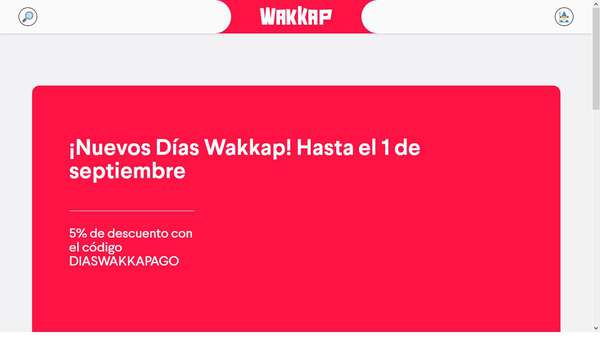 WAKKAP
¡Nuevos Días Wakkap! Hasta el 1 de
septiembre
5% de descuento con
el código
DIASWAKKAPAGO